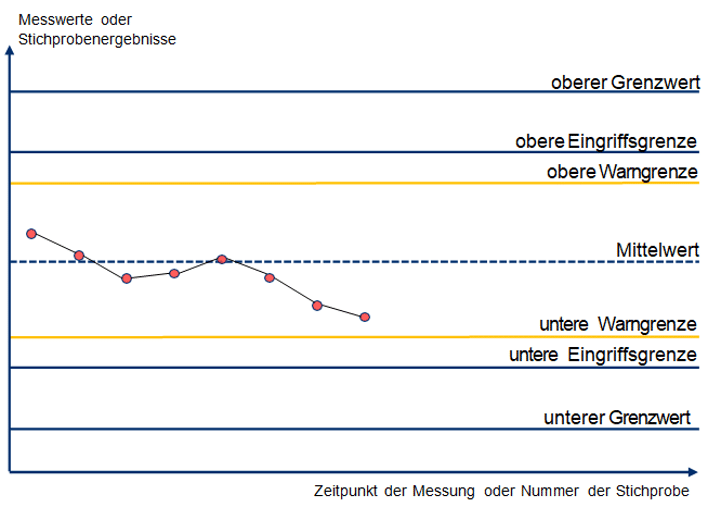 Messwerte oder
Stichprobenergebnisse
oberer Grenzwert
obere Eingriffsgrenze
obere Warngrenze
Mittelwert
untere Warngrenze
untere Eingriffsgrenze
unterer Grenzwert
Zeitpunkt der Messung oder Nummer der Stichprobe